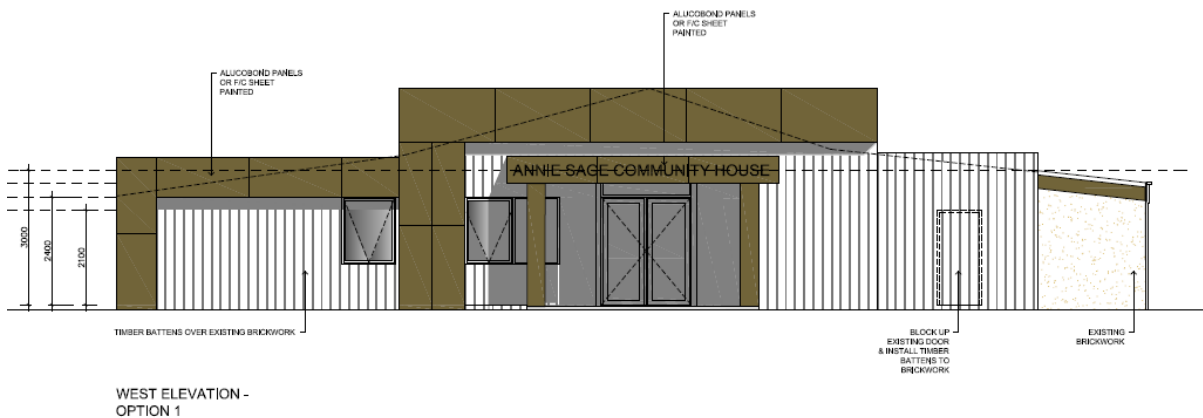 ALUCOBOND PANELS
OR F/C SHEET
PAINTED
ALUCOBOND PANELS
OR F/C SHEET
PAINTED
ANNIE SAGE COMMUNITY HOUSE
3000
2400
2100
TIMBER BATTENS OVER EXISTING BRICKWORK
BLOCK UP
EXISTING DOOR
& INSTALL TIMBER
BATTENS TO
BRICKWORK
EXISTING
BRICKWORK
WEST ELEVATION -
OPTION 1